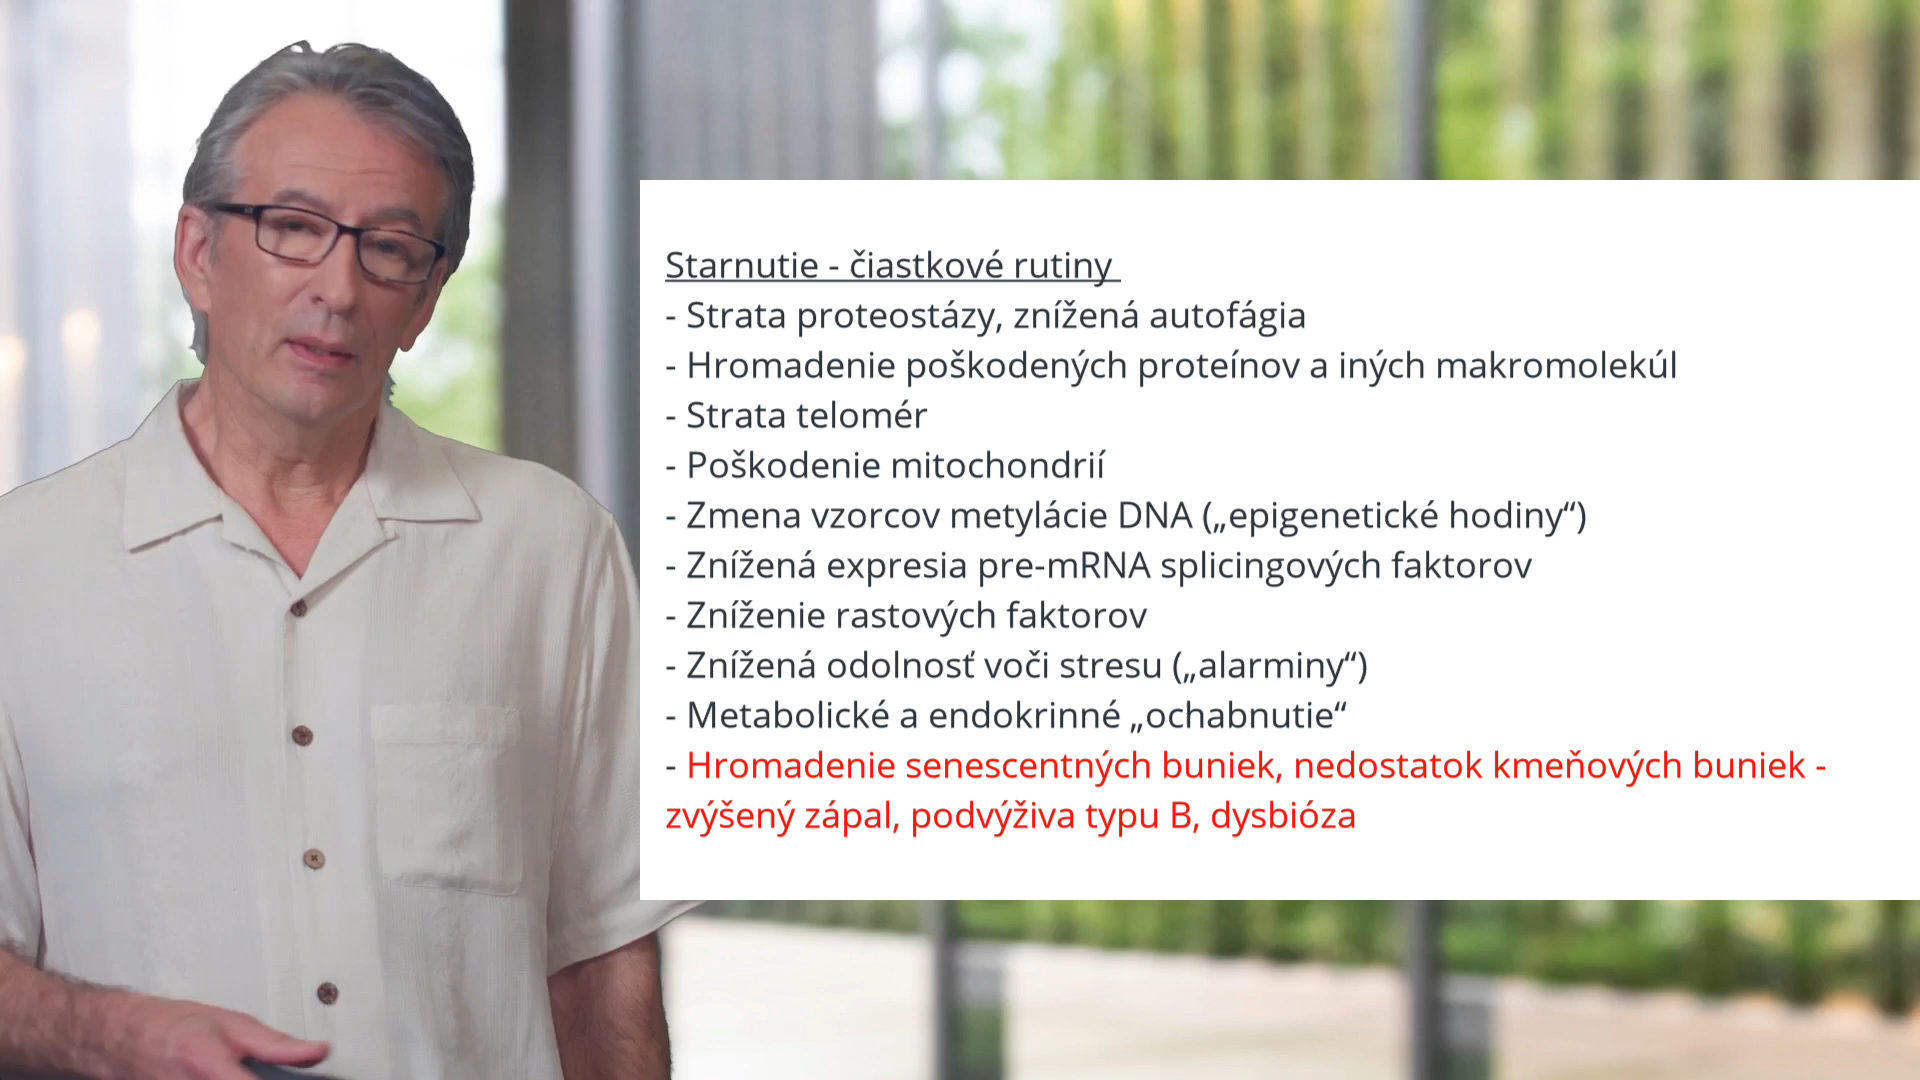 Starnutie - čiastkové rutiny
- Strata proteostázy, znížená autofágia
- Hromadenie poškodených proteínov a iných makromolekúl
- Strata telomér
- Poškodenie mitochondrií
- Zmena vzorcov metylácie DNA („epigenetické hodiny“)
- Znížená expresia pre-mRNA splicingových faktorov
- Zníženie rastových faktorov
- Znížená odolnosť voči stresu („alarminy“)
- Metabolické a endokrinné „ochabnutie“
- Hromadenie senescentných buniek, nedostatok kmeňových buniek -
zvýšený zápal, podvýživa typu B, dysbióza